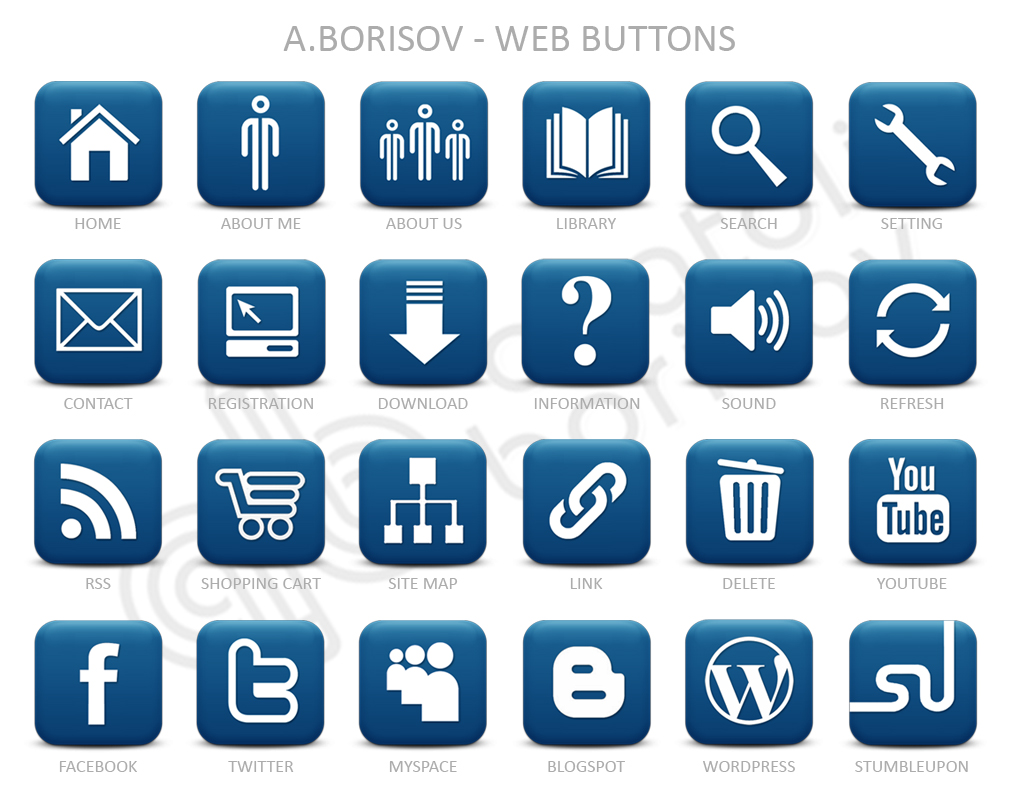 A.BORISOV - WEB BUTTONS
HOME ABOUT ME ABOUT US LIBRARY SEARCH SETTING
CONTACT REGISTRATION DOWNLOAD INFORMATION SOUND REFRESH
You
Tube
RSS SHOPPING CART SITE MAP LINK DELETE YOUTUBE
FACEBOOK TWITTER MYSPACE BLOGSPOT WORDPRESS STUMBLEUPON